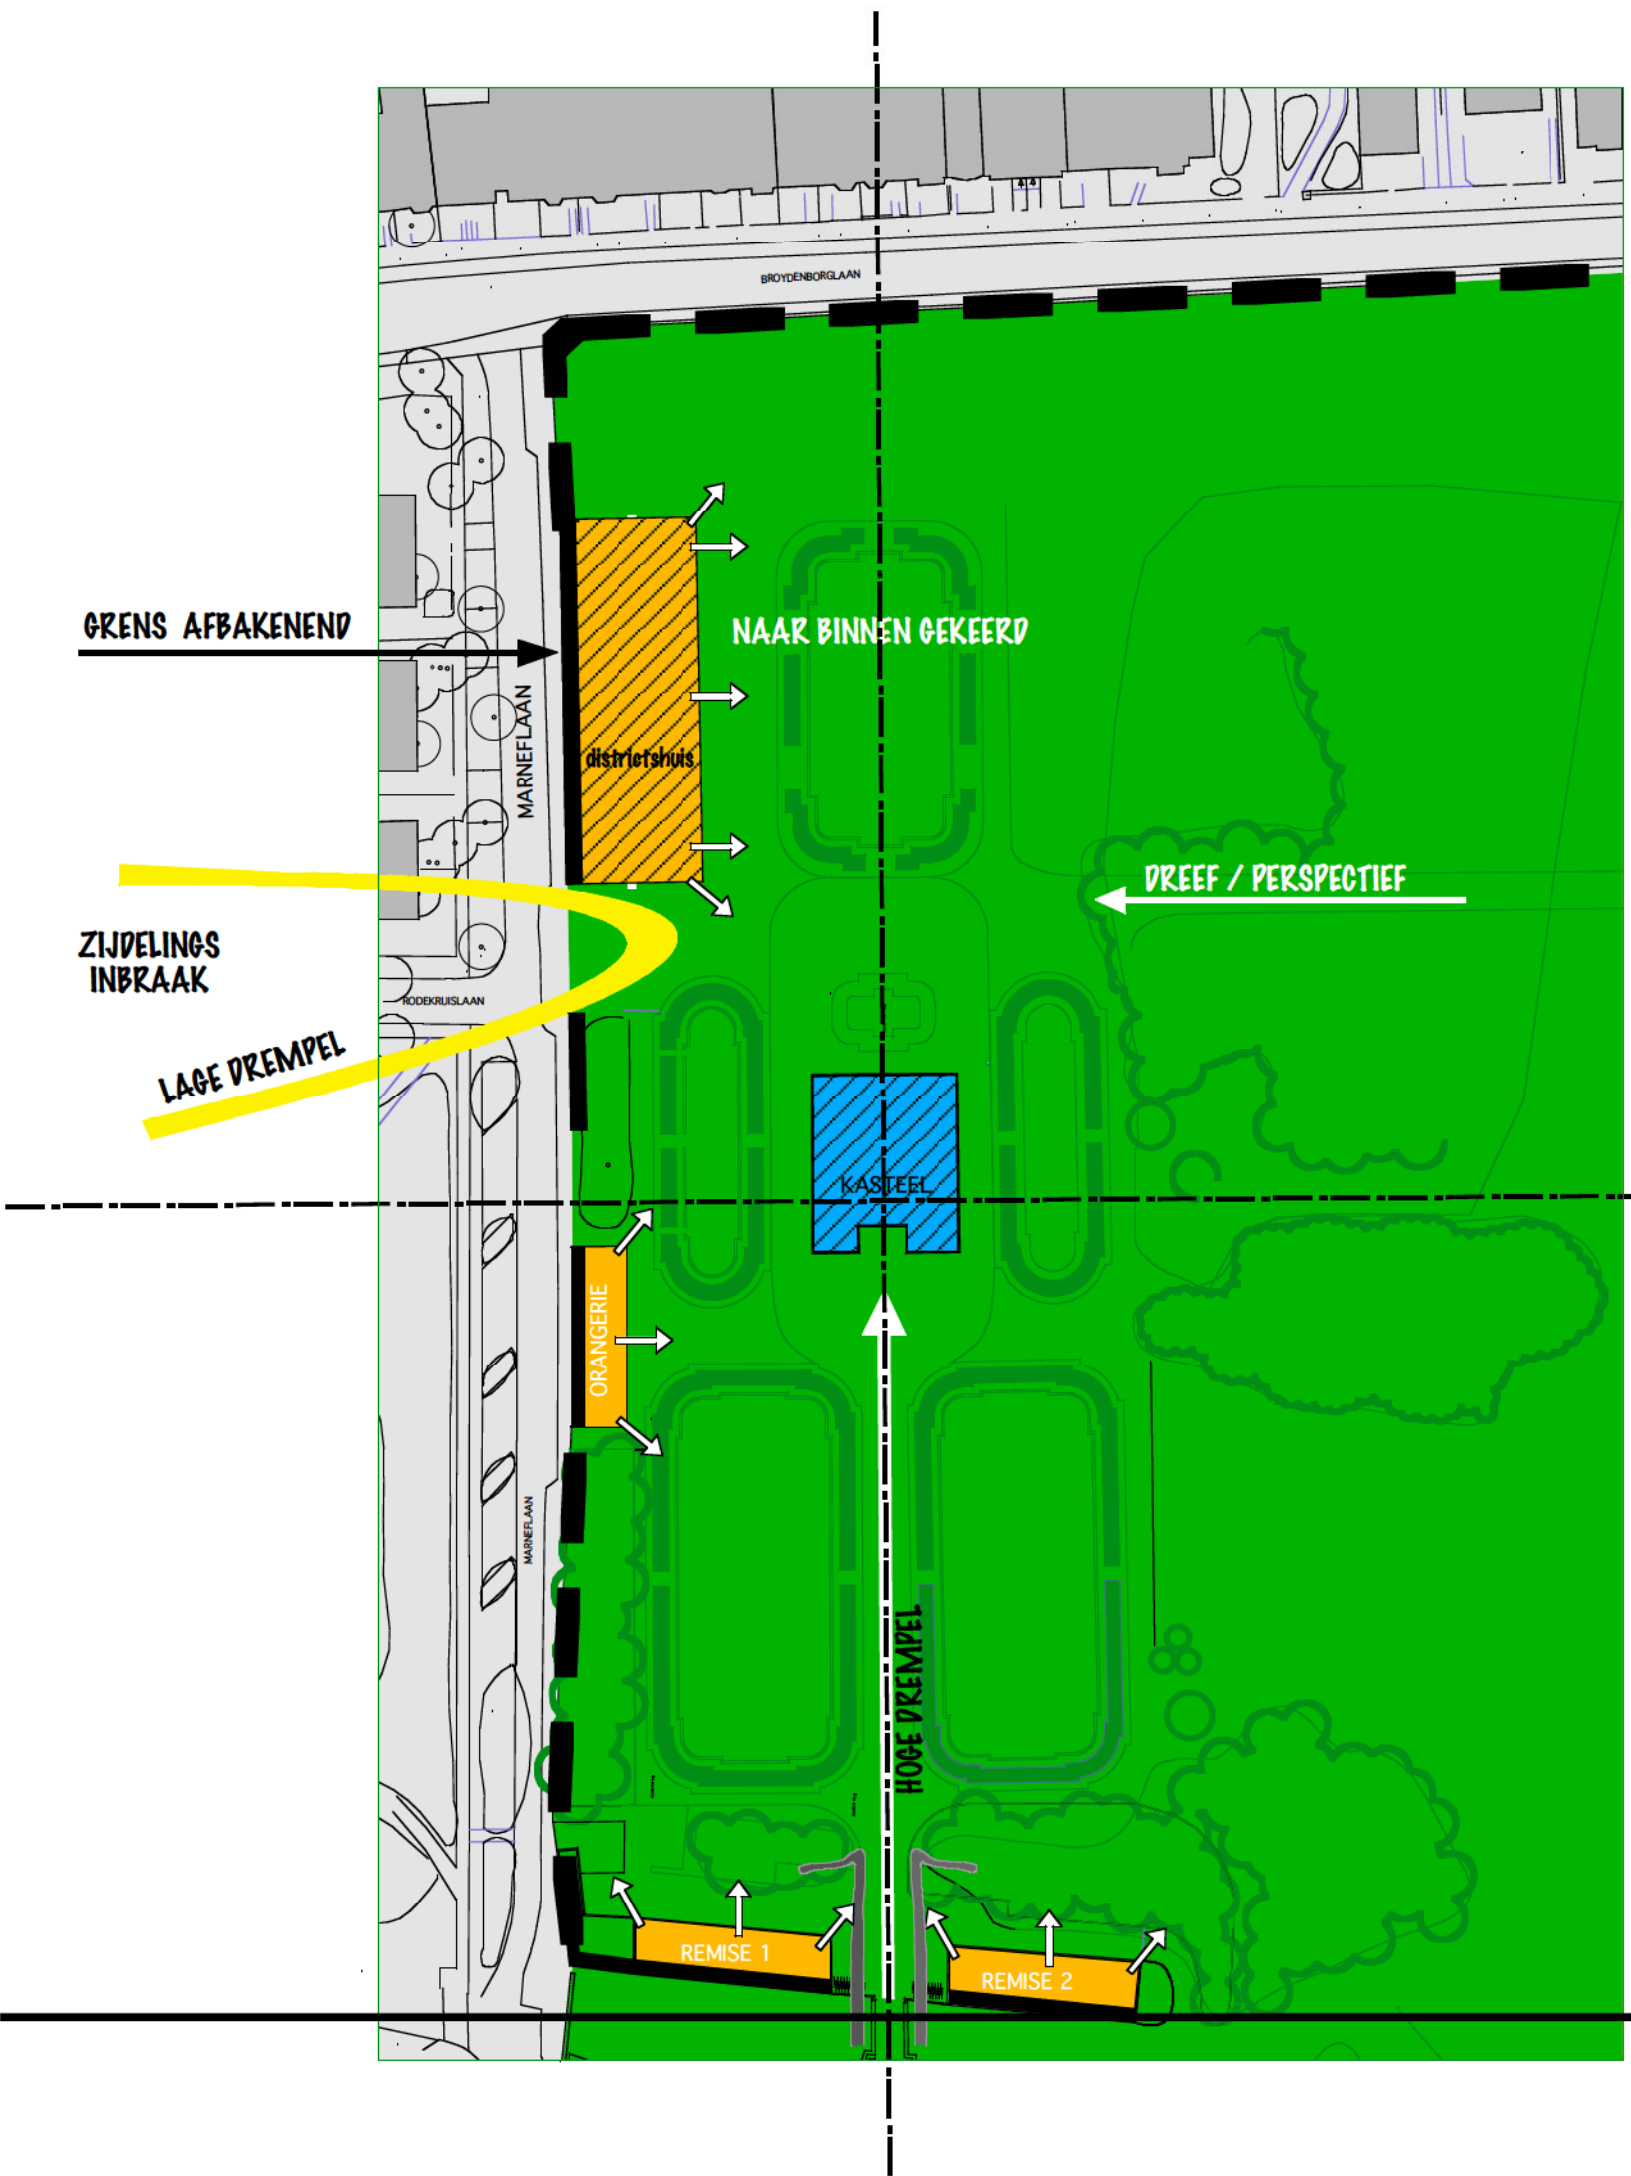 BROYDENBORGLAAN
GRENS AFBAKENEND
NAAR BINNEN GEKEERD
MARNEFLAAN
districtshuis
DREEF / PERSPECTIEF
ZIJDELINGS
INBRAAK
RODEKRUISLAAN
LAGE DREMPEL
KASTEEL
ORANGERIE
MARNEFLAAN
HOGE DREMPEL
REMISE 1
REMISE 2